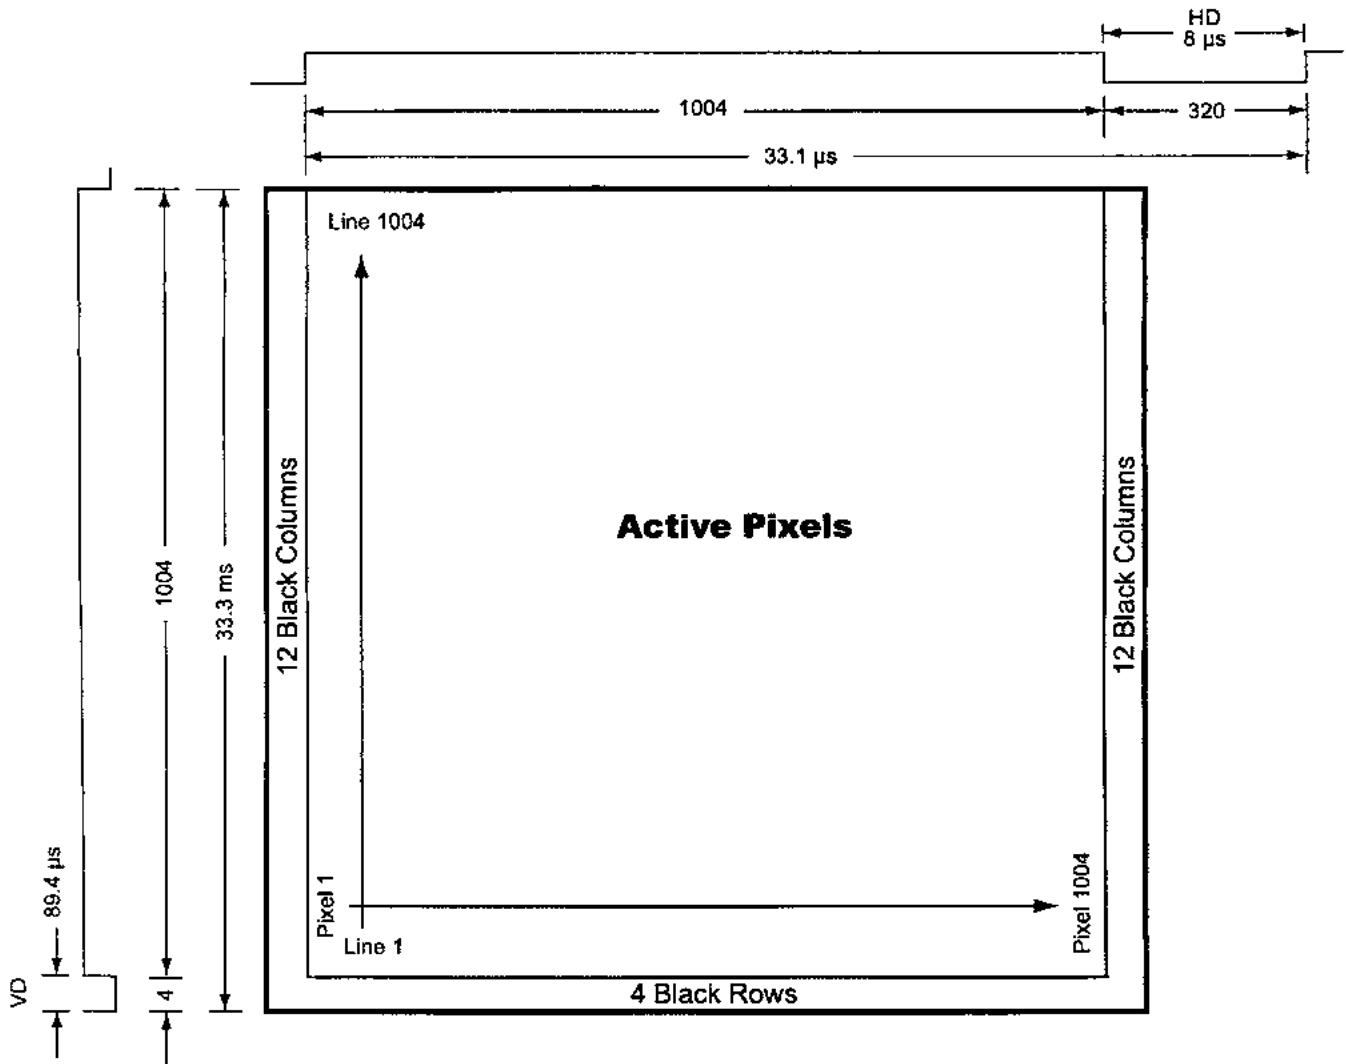 HD
8 µs
1004
320
33.1 µs
Line 1004
Active Pixels
12 Black Columns
12 Black Columns
1004
33.3 ms
89.4 µs
VD
4
Pixel 1
Line 1
Pixel 1004
4 Black Rows